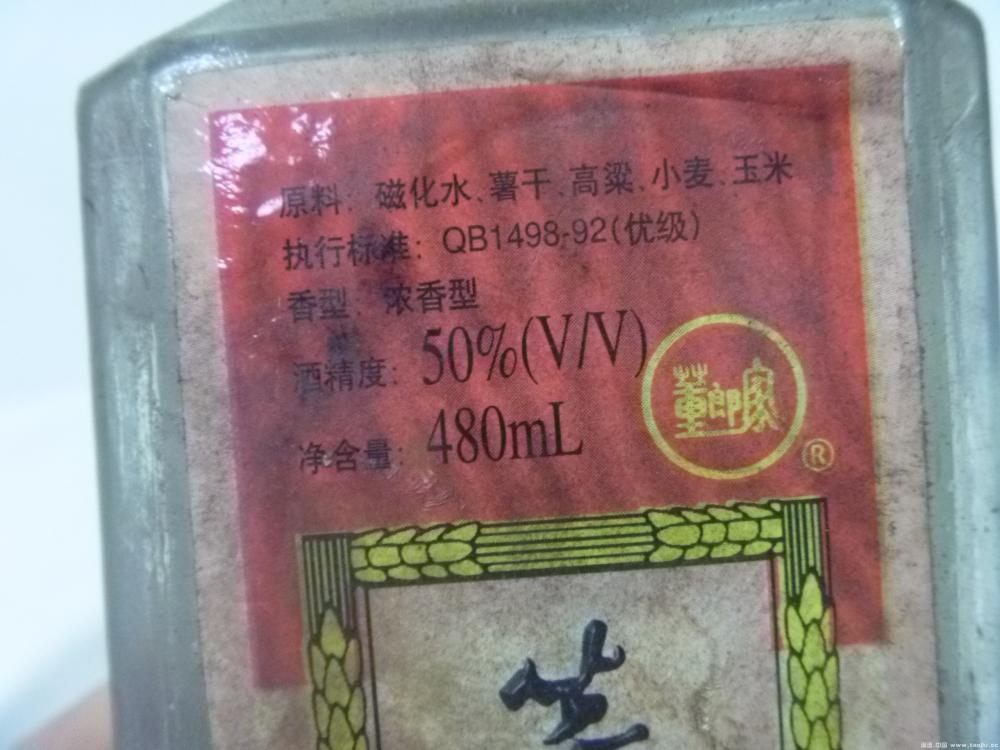 原料：磁化水、薯干、高粱、小麦、玉米
执行标准：QB1498-92(优级)
香型：浓香型
酒精度：50%(V/V)
净含量：480mL
董郎家
®